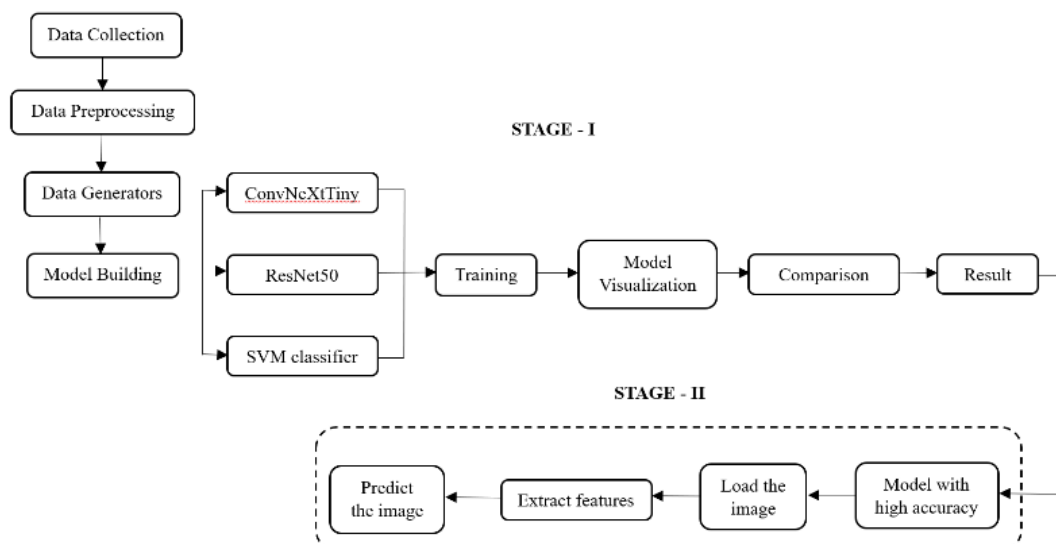 Data Collection
Data Preprocessing
STAGE - I
Data Generators
Model Building
ConvNeXtTiny
ResNet50
SVM classifier
Training
Model
Visualization
Comparison
Result
STAGE - II
Model with
high accuracy
Load the
image
Extract features
Predict
the image